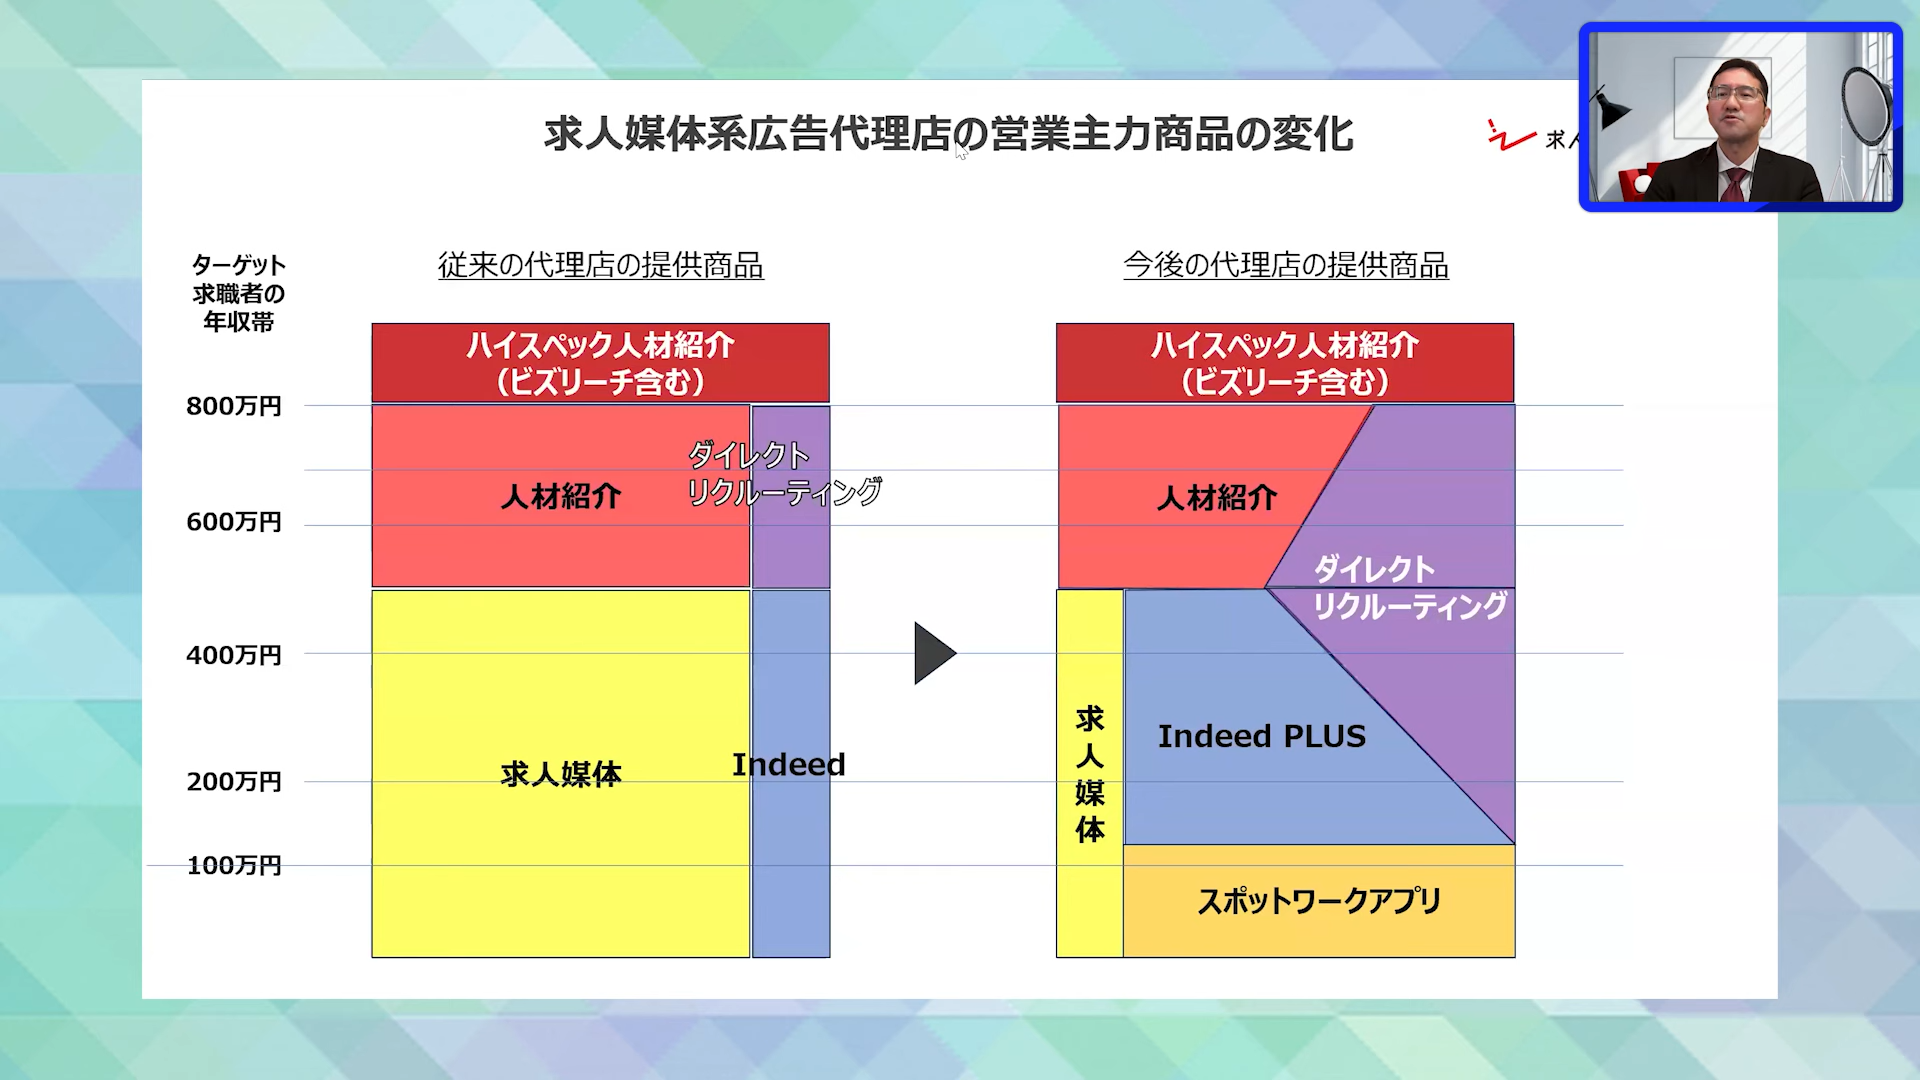 求人媒体系広告代理店の営業主力商品の変化
求人
ターゲット
求職者の
年収帯
従来の代理店の提供商品
今後の代理店の提供商品
ハイスペック人材紹介
（ビズリーチ含む）
ハイスペック人材紹介
（ビズリーチ含む）
800万円
600万円
400万円
200万円
100万円
人材紹介
ダイレクト
リクルーティング
求人媒体
Indeed
人材紹介
ダイレクト
リクルーティング
求人媒体
Indeed PLUS
スポットワークアプリ